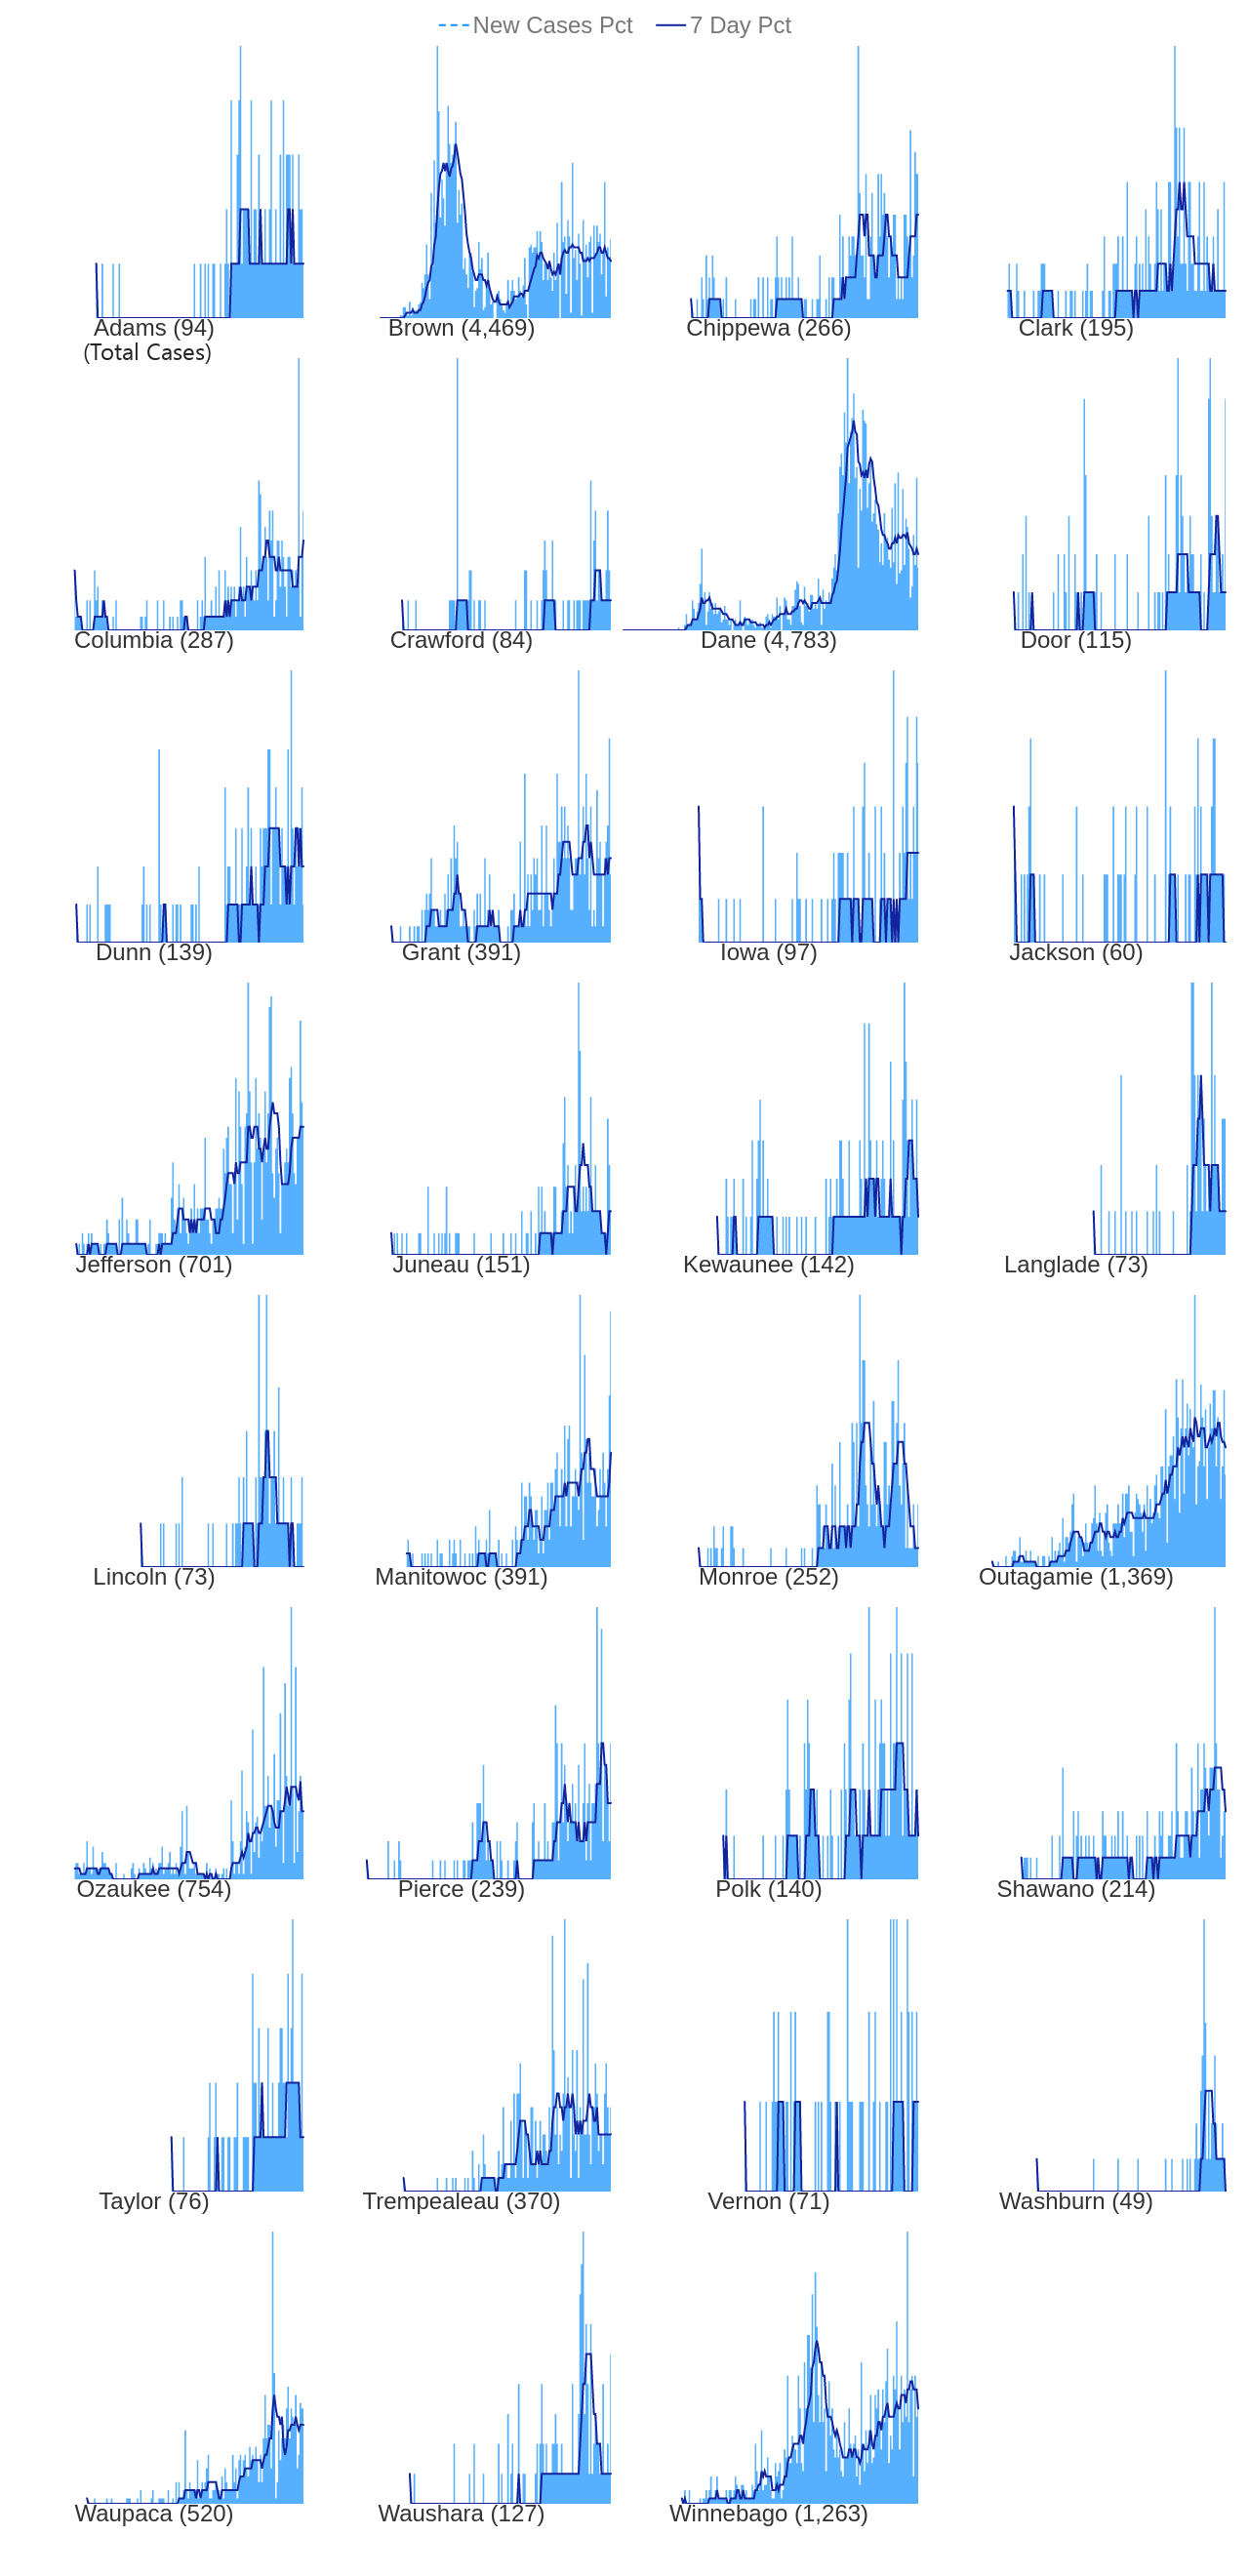 New Cases Pct 7 Day Pct
Adams (94) Brown (4,469) Chippewa (266) Clark (195)
(Total Cases)
Columbia (287) Crawford (84) Dane (4,783) Door (115)
Dunn (139) Grant (391) Iowa (97) Jackson (60)
Jefferson (701) Juneau (151) Kewaunee (142) Langlade (73)
Lincoln (73) Manitowoc (391) Monroe (252) Outagamie (1,369)
Ozaukee (754) Pierce (239) Polk (140) Shawano (214)
Taylor (76) Trempealeau (370) Vernon (71) Washburn (49)
Waupaca (520) Waushara (127) Winnebago (1,263)